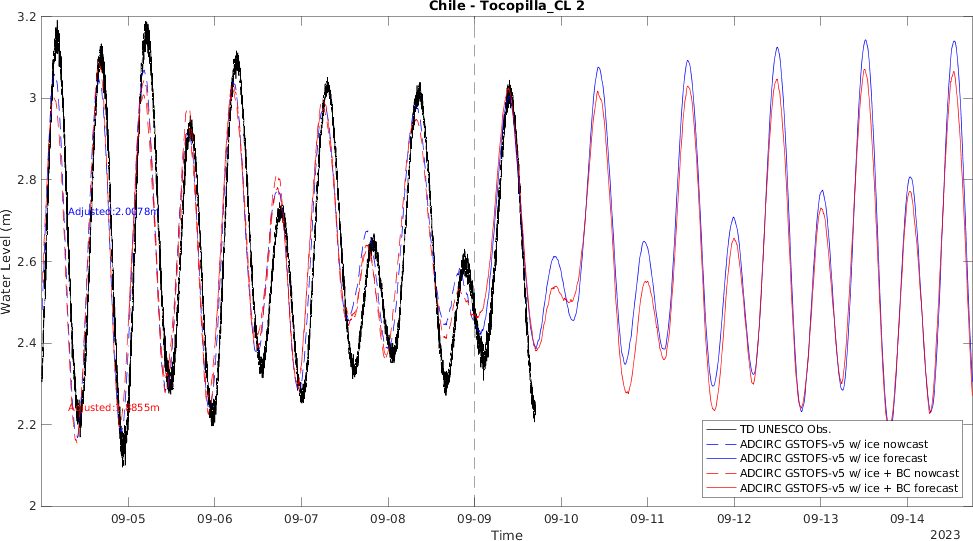 Chile - Tocopilla_CL 2
Water Level (m)
3.2
3
2.8
2.6
2.4
2.2
2
Adjusted:2.0078m
09-05
09-06
09-07
09-08
09-09
09-10
09-11
09-12
09-13
09-14
Time
2023
TD UNESCO Obs.
ADCIRC GSTOFS-v5 w/ ice nowcast
ADCIRC GSTOFS-v5 w/ ice forecast
ADCIRC GSTOFS-v5 w/ ice + BC nowcast
ADCIRC GSTOFS-v5 w/ ice + BC forecast